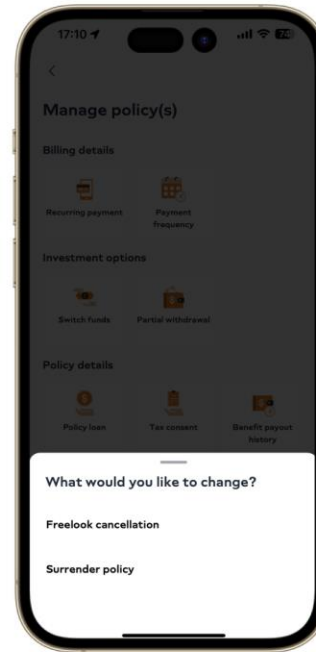 17:10
74
Manage policy(s)
Billing details
Recurring payment
Payment
frequency
Investment options
Switch funds
Partial withdrawal
Policy details
Policy loan
Tax consent
Benefit payout
history
What would you like to change?
Freelook cancellation
Surrender policy